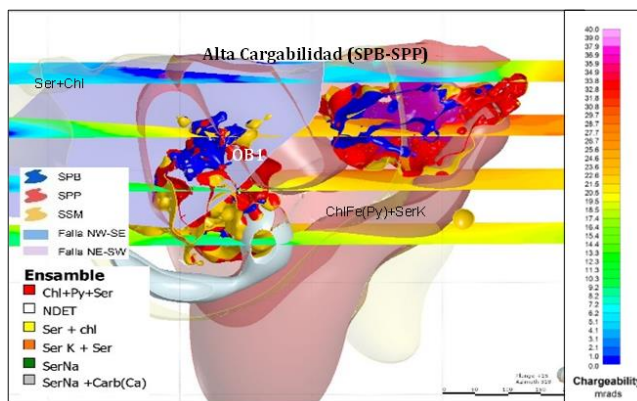 Alta Cargabilidad (SPB-SPP)
Ser+Chl
OB1
ChlFe(Py)+SerK
SPB
SPP
SSM
Falla NW-SE
Falla NE-SW
Ensamble
Chl+Py+Ser
NDET
Ser + chl
Ser K + Ser
SerNa
SerNa +Carb(Ca)
40.0
38.9
37.9
36.8
35.8
34.7
33.7
32.6
31.6
30.5
29.5
28.4
27.4
26.3
25.3
24.2
23.2
22.1
21.1
20.0
18.9
17.9
16.8
15.8
14.7
13.7
12.6
11.6
10.5
9.5
8.4
7.4
6.3
5.3
4.2
3.2
2.1
1.1
0.0
Chargeability
mrads